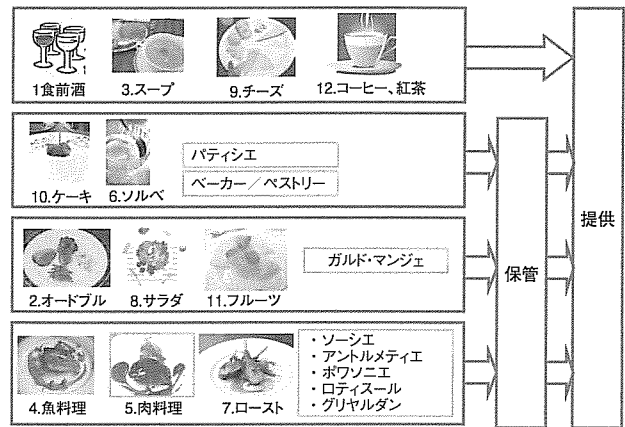 1食前酒 3.スープ 9.チーズ 12.コーヒー、紅茶
10.ケーキ 6.ソルベ
パティシエ
ベーカー／ペストリー
2.オードブル 8.サラダ 11.フルーツ
ガルド・マンジェ
4.魚料理 5.肉料理 7.ロースト
・ソーシエ
・アントルメティエ
・ポワソニエ
・ロティスール
・グリヤルダン
保管
提供